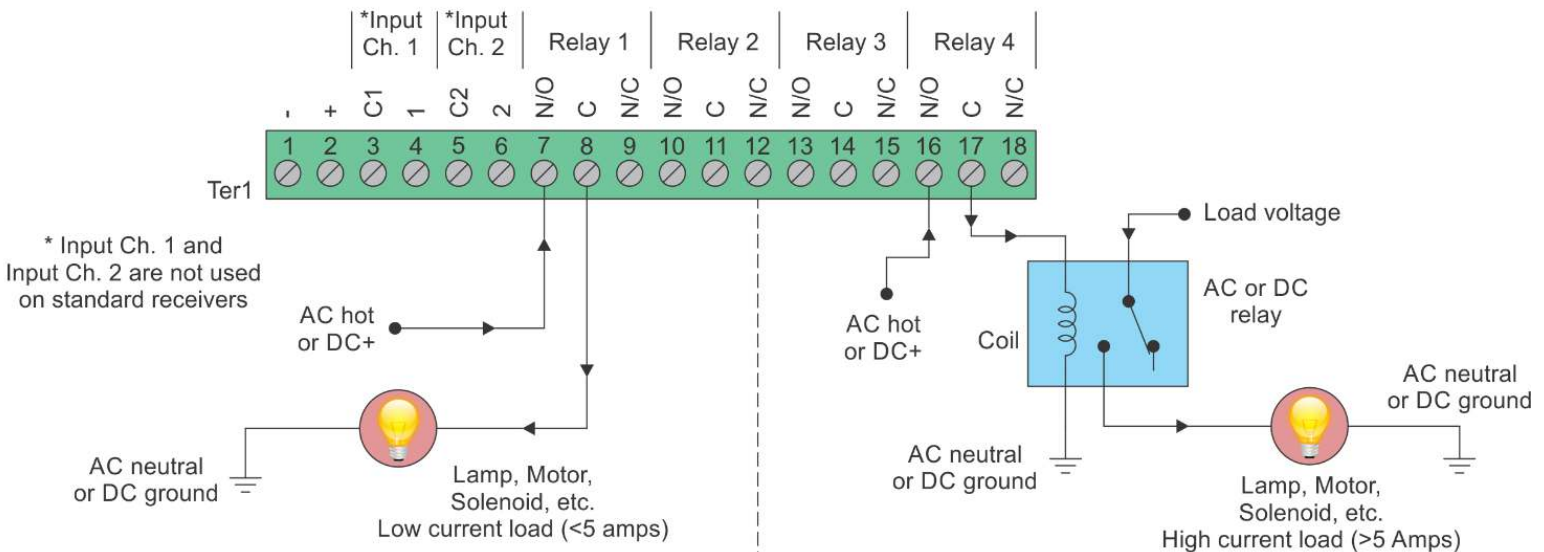 *Input
Ch. 1
*Input
Ch. 2
Relay 1
Relay 2
Relay 3
Relay 4
- + C1 1 C2 2 N/O C N/C N/O C N/C N/O C N/C N/O C N/C
1 2 3 4 5 6 7 8 9 10 11 12 13 14 15 16 17 18
Ter1
* Input Ch. 1 and
Input Ch. 2 are not used
on standard receivers
AC hot
or DC+
AC neutral
or DC ground
Lamp, Motor,
Solenoid, etc.
Low current load (<5 amps)
AC hot
or DC+
Load voltage
AC or DC
relay
Coil
AC neutral
or DC ground
AC neutral
or DC ground
Lamp, Motor,
Solenoid, etc.
High current load (>5 Amps)